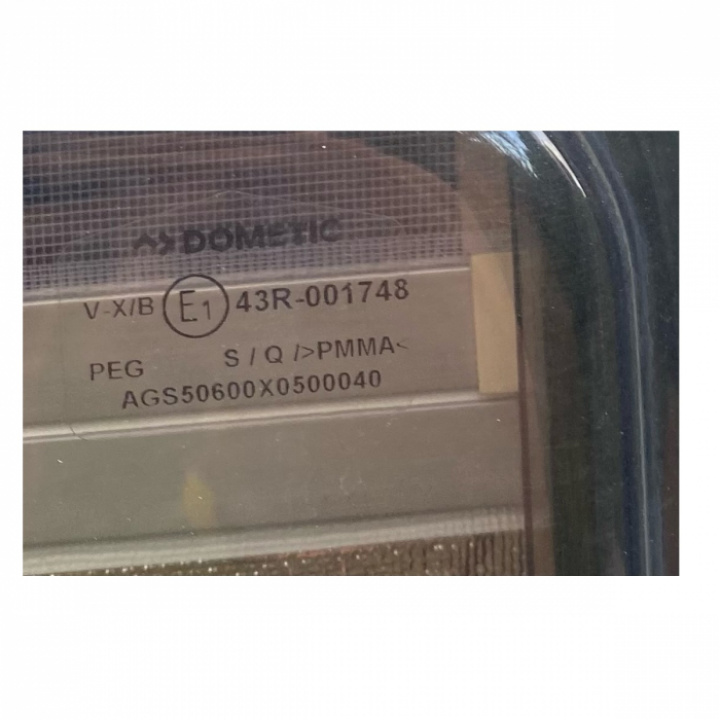 DOMETIC
V-X/B E1 43R-001748
PEG S / Q />PMMA<
AGS50600X0500040